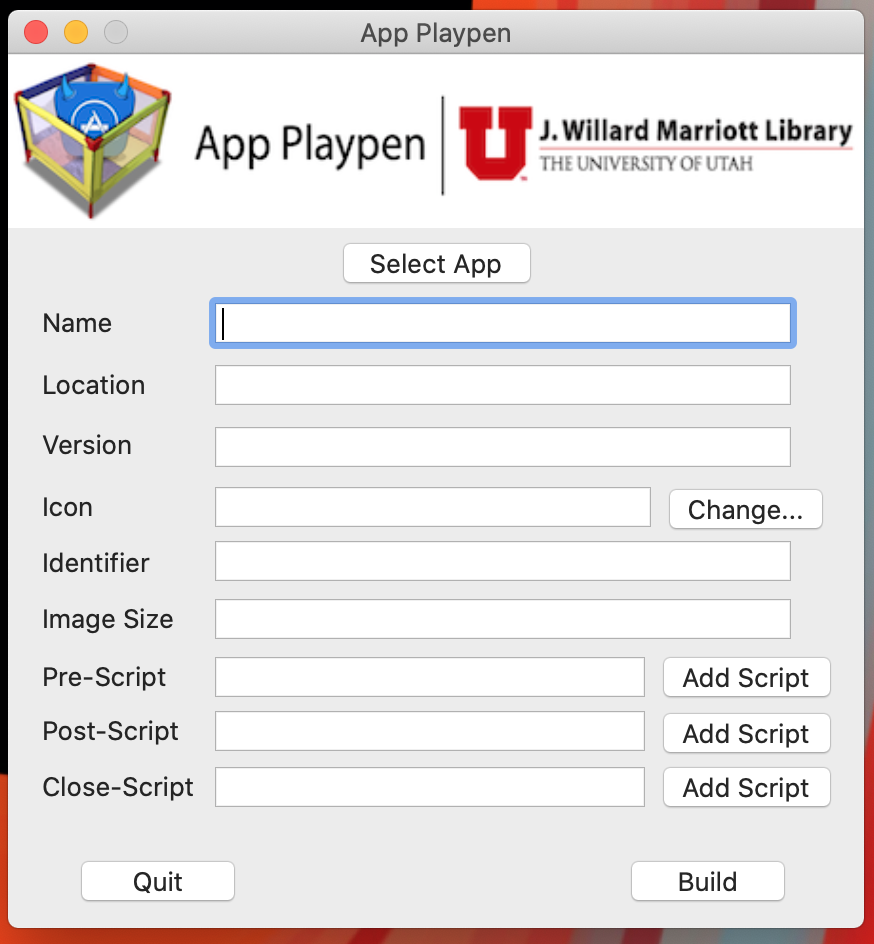 App Playpen
App Playpen
J. Willard Marriott Library
THE UNIVERSITY OF UTAH
Select App
Name
Location
Version
Icon
Change...
Identifier
Image Size
Pre-Script
Add Script
Post-Script
Add Script
Close-Script
Add Script
Quit
Build